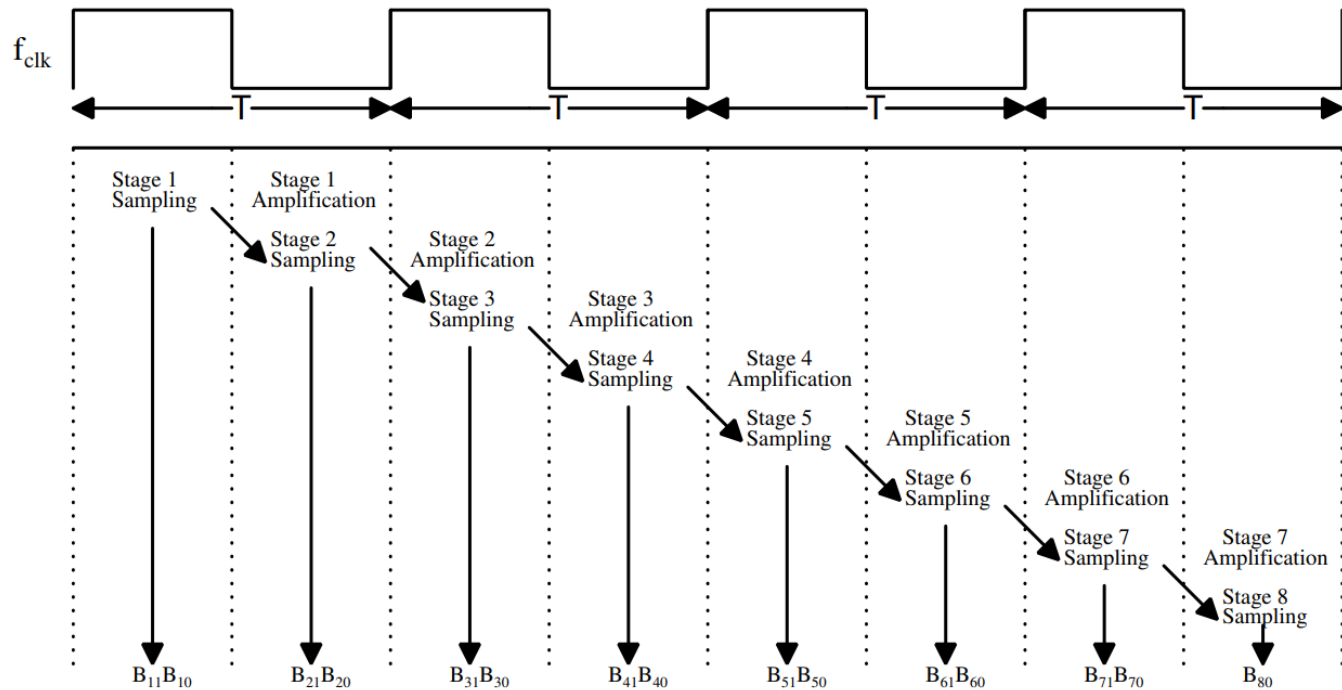 f_clk
T T T T
Stage 1 Stage 1
Sampling Amplification
Stage 2 Stage 2
Sampling Amplification
Stage 3 Stage 3
Sampling Amplification
Stage 4 Stage 4
Sampling Amplification
Stage 5 Stage 5
Sampling Amplification
Stage 6 Stage 6
Sampling Amplification
Stage 7 Stage 7
Sampling Amplification
Stage 8
Sampling
B₁₁B₁₀ B₂₁B₂₀ B₃₁B₃₀ B₄₁B₄₀ B₅₁B₅₀ B₆₁B₆₀ B₇₁B₇₀ B₈₀